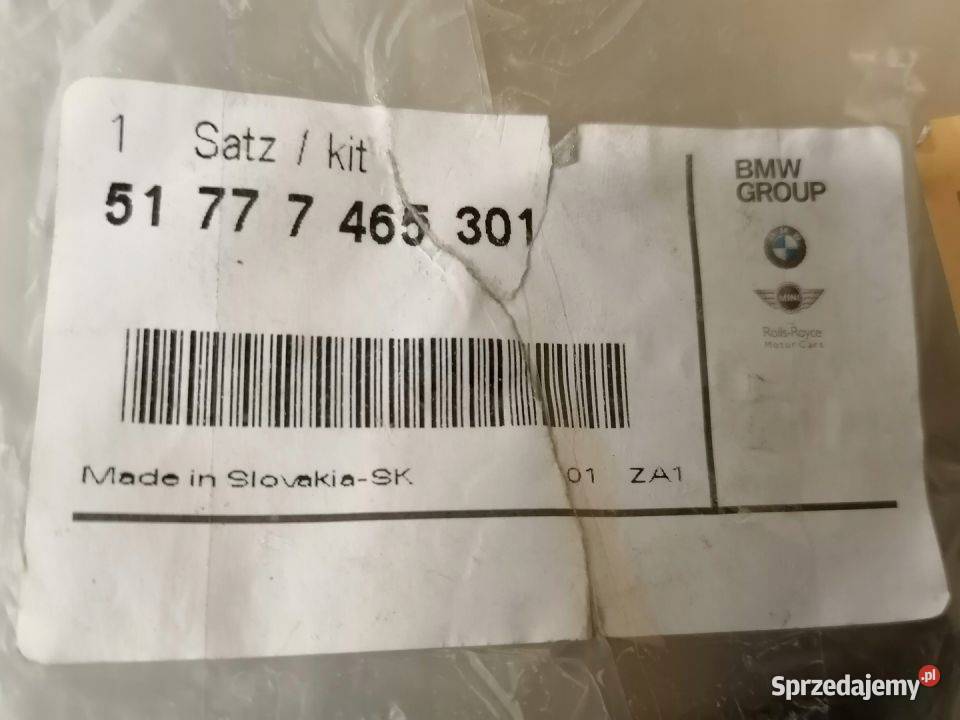 1 Satz / kit
51 77 7 465 301
Made in Slovakia-SK 01 ZA1
BMW
GROUP
MINI
Rolls-Royce
Motor Cars
Sprzedajemy.pl